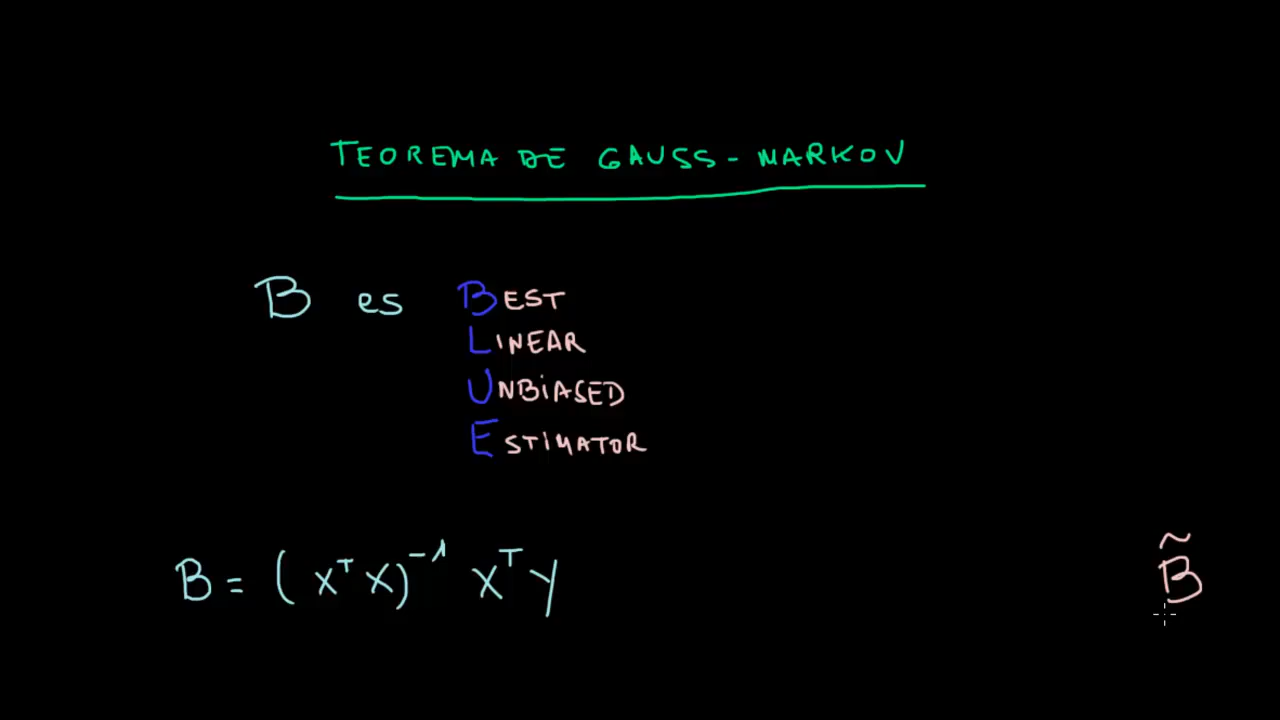 TEOREMA DE GAUSS - MARKOV
B es BEST
LINEAR
UNBIASED
ESTIMATOR
B = (XᵀX)⁻¹ Xᵀy
B̃